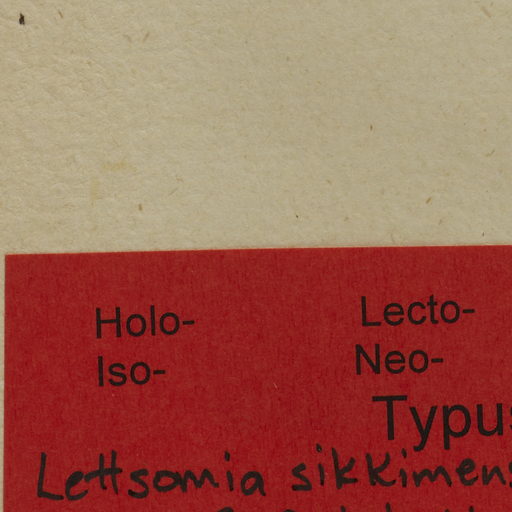 Holo- Lecto-
Iso- Neo-
Typus
Lettsomia sikkimens